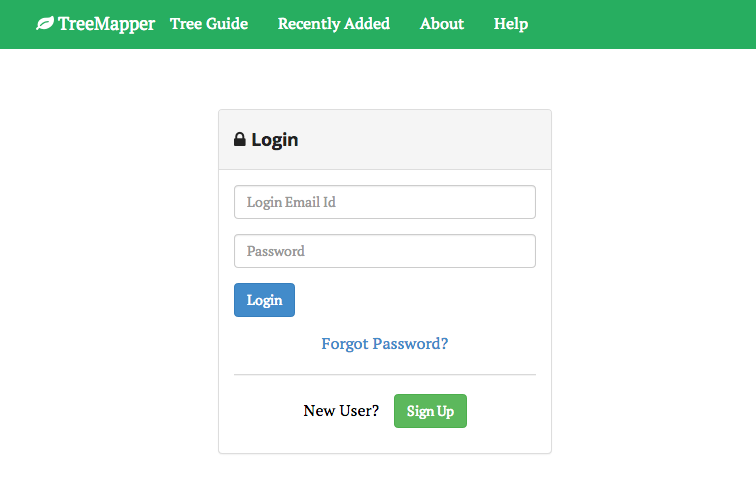 TreeMapper Tree Guide Recently Added About Help
Login
Login Email Id
Password
Login
Forgot Password?
New User? Sign Up